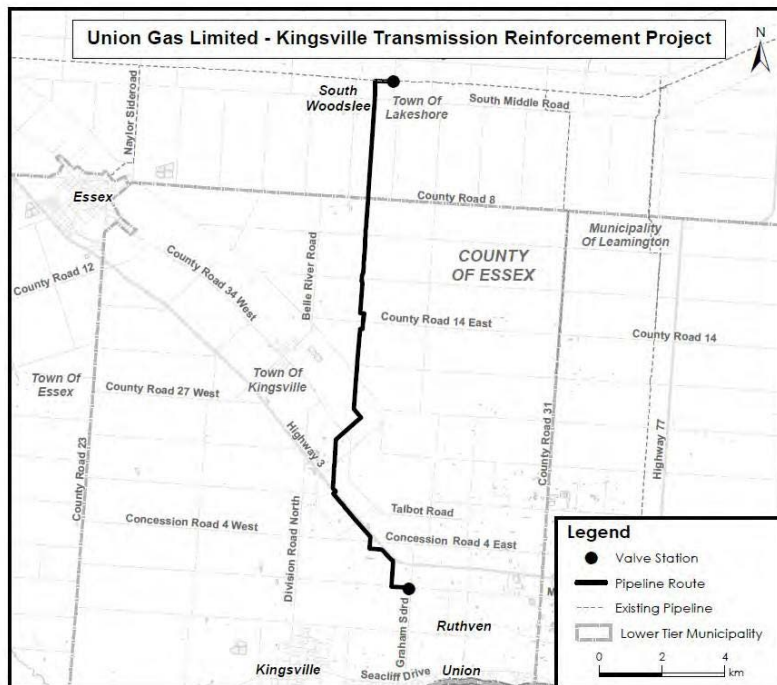 Union Gas Limited - Kingsville Transmission Reinforcement Project
N
South
Woodslee
Town Of
Lakeshore
South Middle Road
Naylor Sideroad
Essex
County Road 8
Municipality
Of Leamington
COUNTY
OF ESSEX
County Road 12
County Road 34 West
Belle River Road
County Road 14 East
County Road 14
Town Of
Essex
Town Of
Kingsville
County Road 27 West
Highway 3
County Road 23
County Road 31
Highway 77
Concession Road 4 West
Division Road North
Talbot Road
Concession Road 4 East
Graham Sdrd
Ruthven
Kingsville
Seacliff Drive
Union
M
Legend
Valve Station
Pipeline Route
Existing Pipeline
Lower Tier Municipality
0 2 4
km